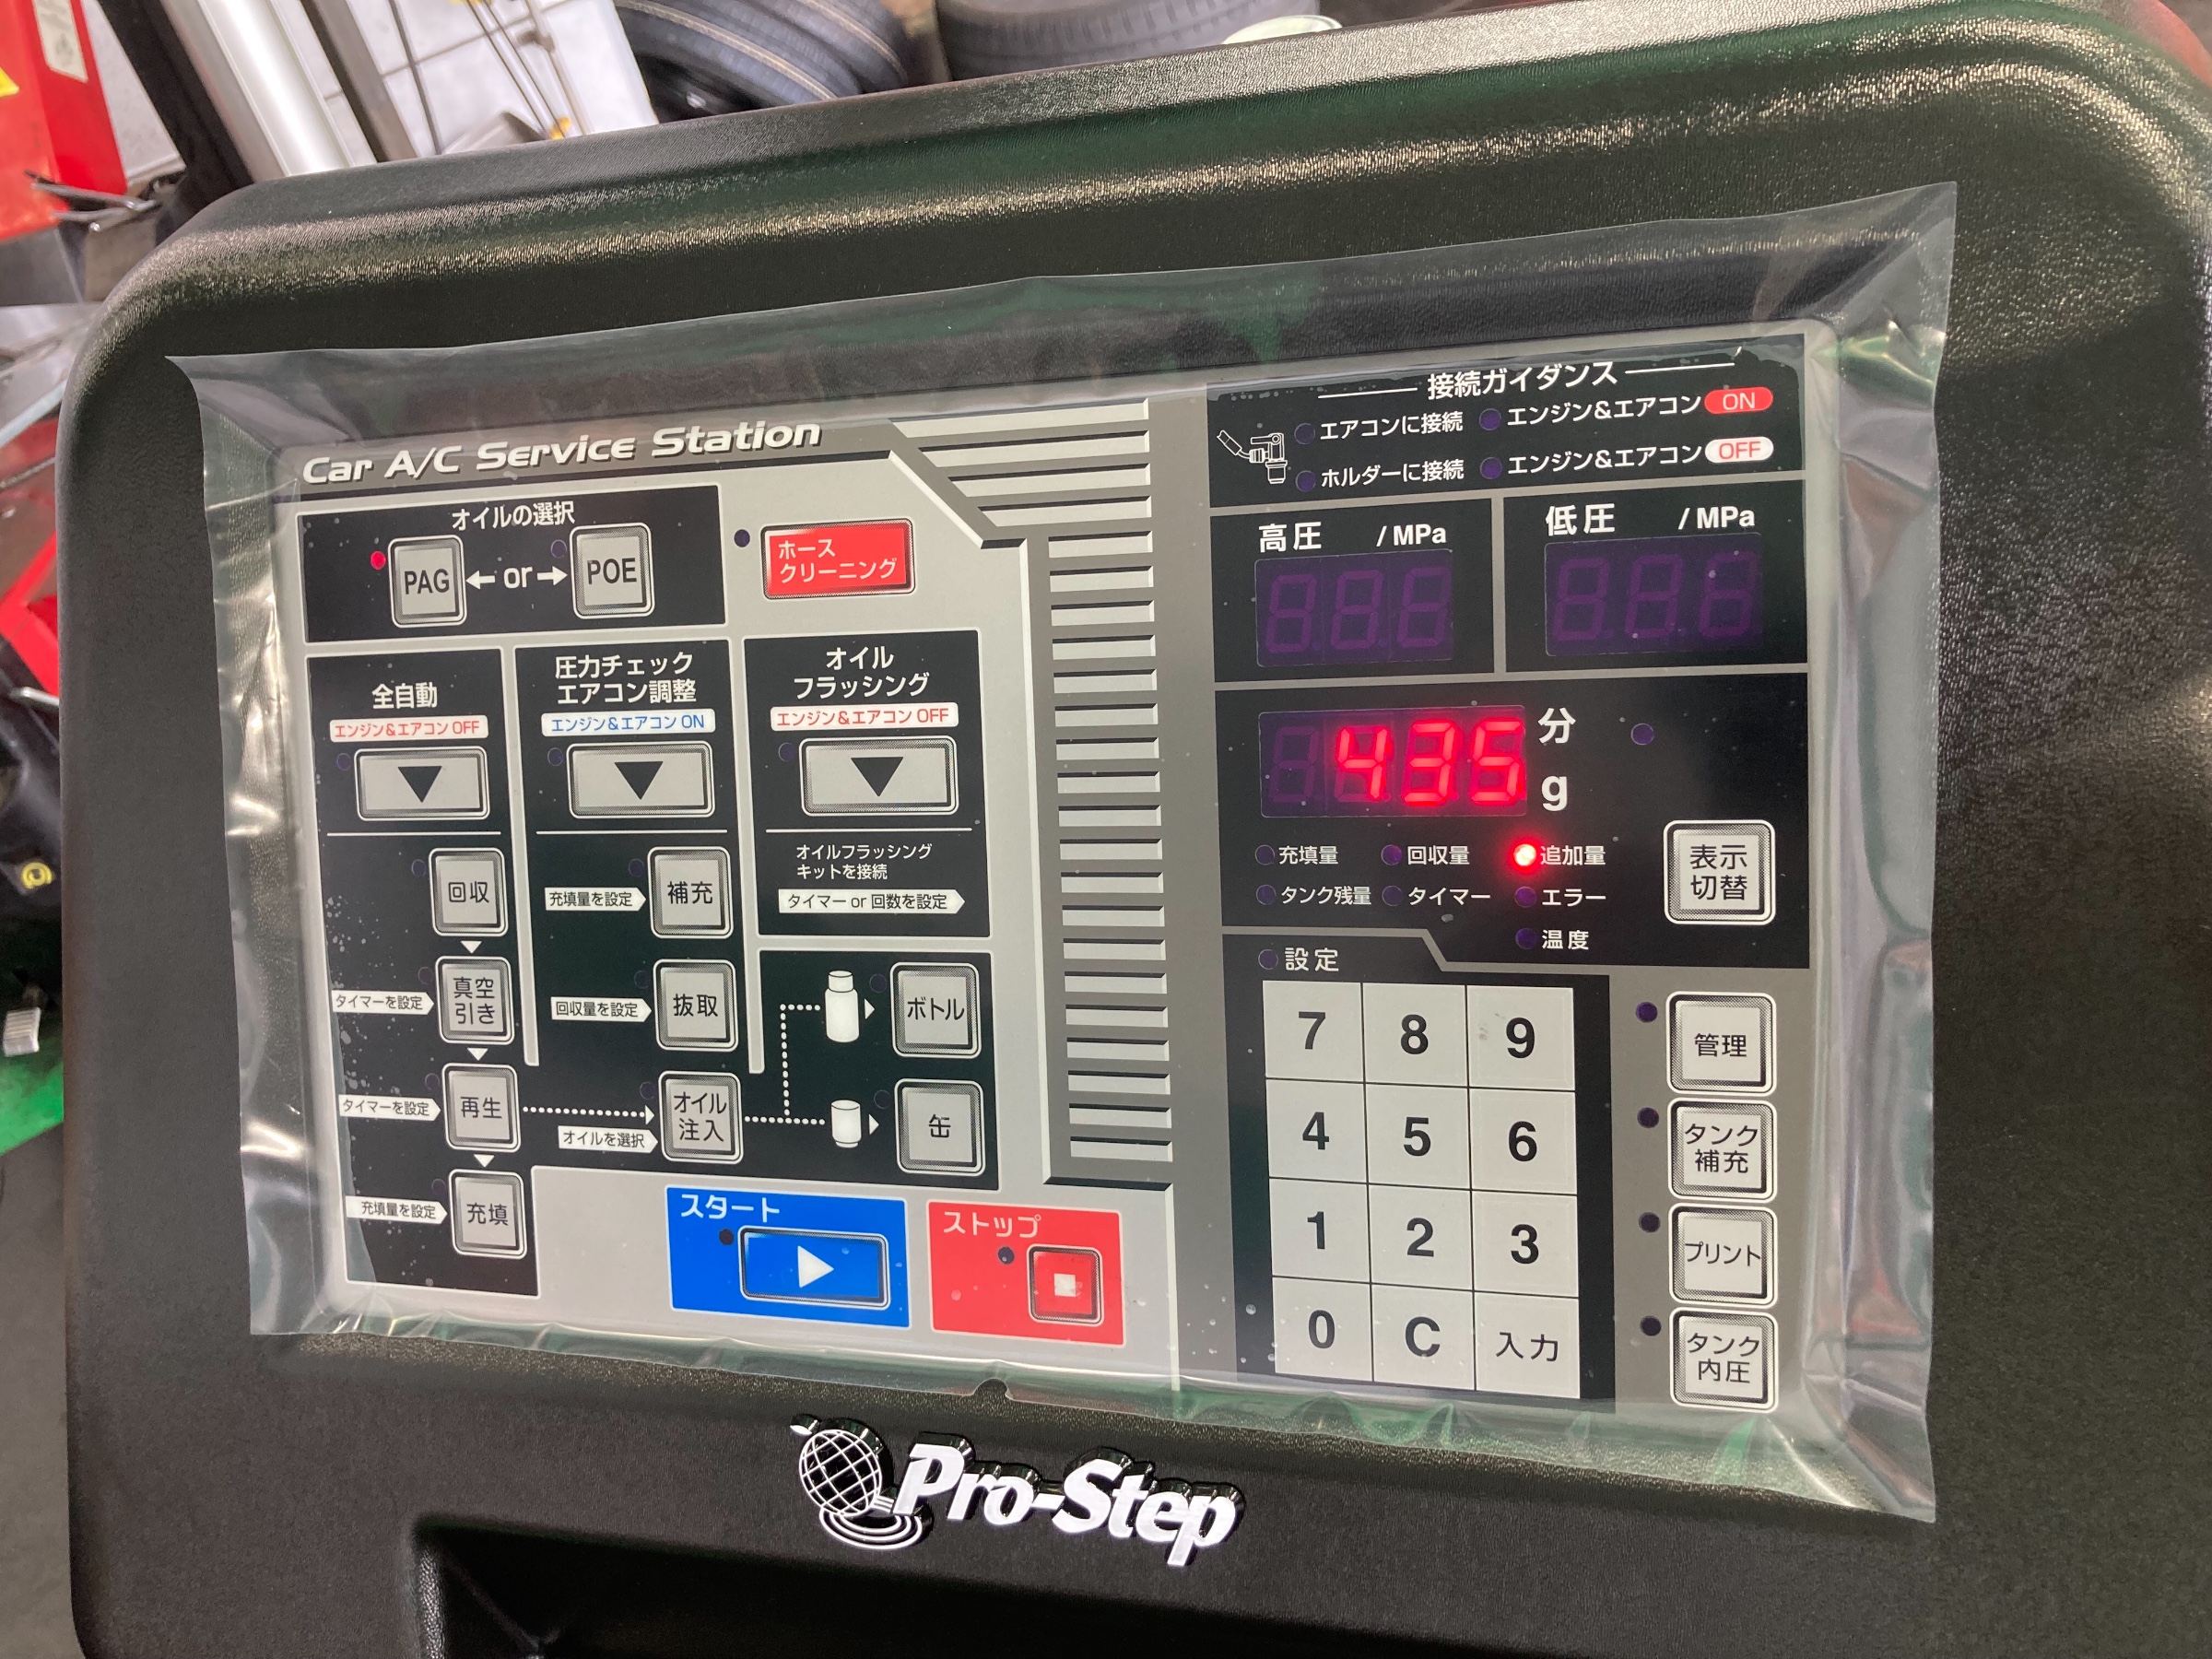 Car A/C Service Station
オイルの選択
PAG
or
POE
ホース
クリーニング
全自動
エンジン&エアコン OFF
回収
タイマーを設定
真空
引き
タイマーを設定
再生
充填量を設定
充填
圧力チェック
エアコン調整
エンジン&エアコン ON
充填量を設定
補充
回収量を設定
抜取
オイルを選択
オイル
注入
オイル
フラッシング
エンジン&エアコン OFF
オイルフラッシング
キットを接続
タイマー or 回数を設定
ボトル
缶
スタート
ストップ
接続ガイダンス
エアコンに接続
エンジン&エアコン ON
ホルダーに接続
エンジン&エアコン OFF
高圧 /MPa
低圧 /MPa
435
分
g
充填量
回収量
追加量
タンク残量
タイマー
エラー
温度
表示
切替
設定
7 8 9
4 5 6
1 2 3
0 C 入力
管理
タンク
補充
プリント
タンク
内圧
Pro-Step